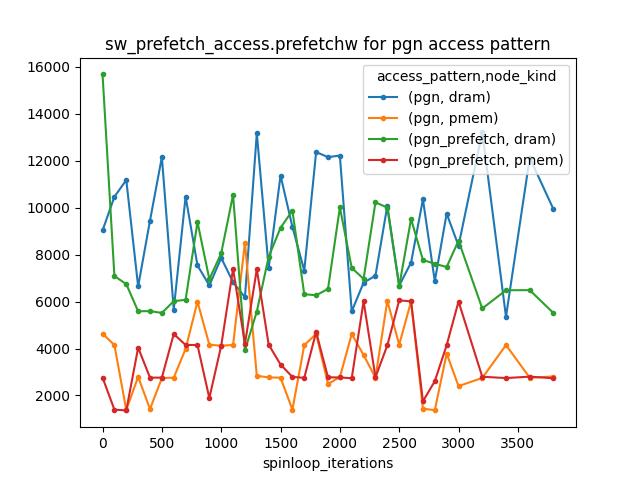 sw_prefetch_access.prefetchw for pgn access pattern
access_pattern,node_kind
(pgn, dram)
(pgn, pmem)
(pgn_prefetch, dram)
(pgn_prefetch, pmem)
16000
14000
12000
10000
8000
6000
4000
2000
0 500 1000 1500 2000 2500 3000 3500
spinloop_iterations